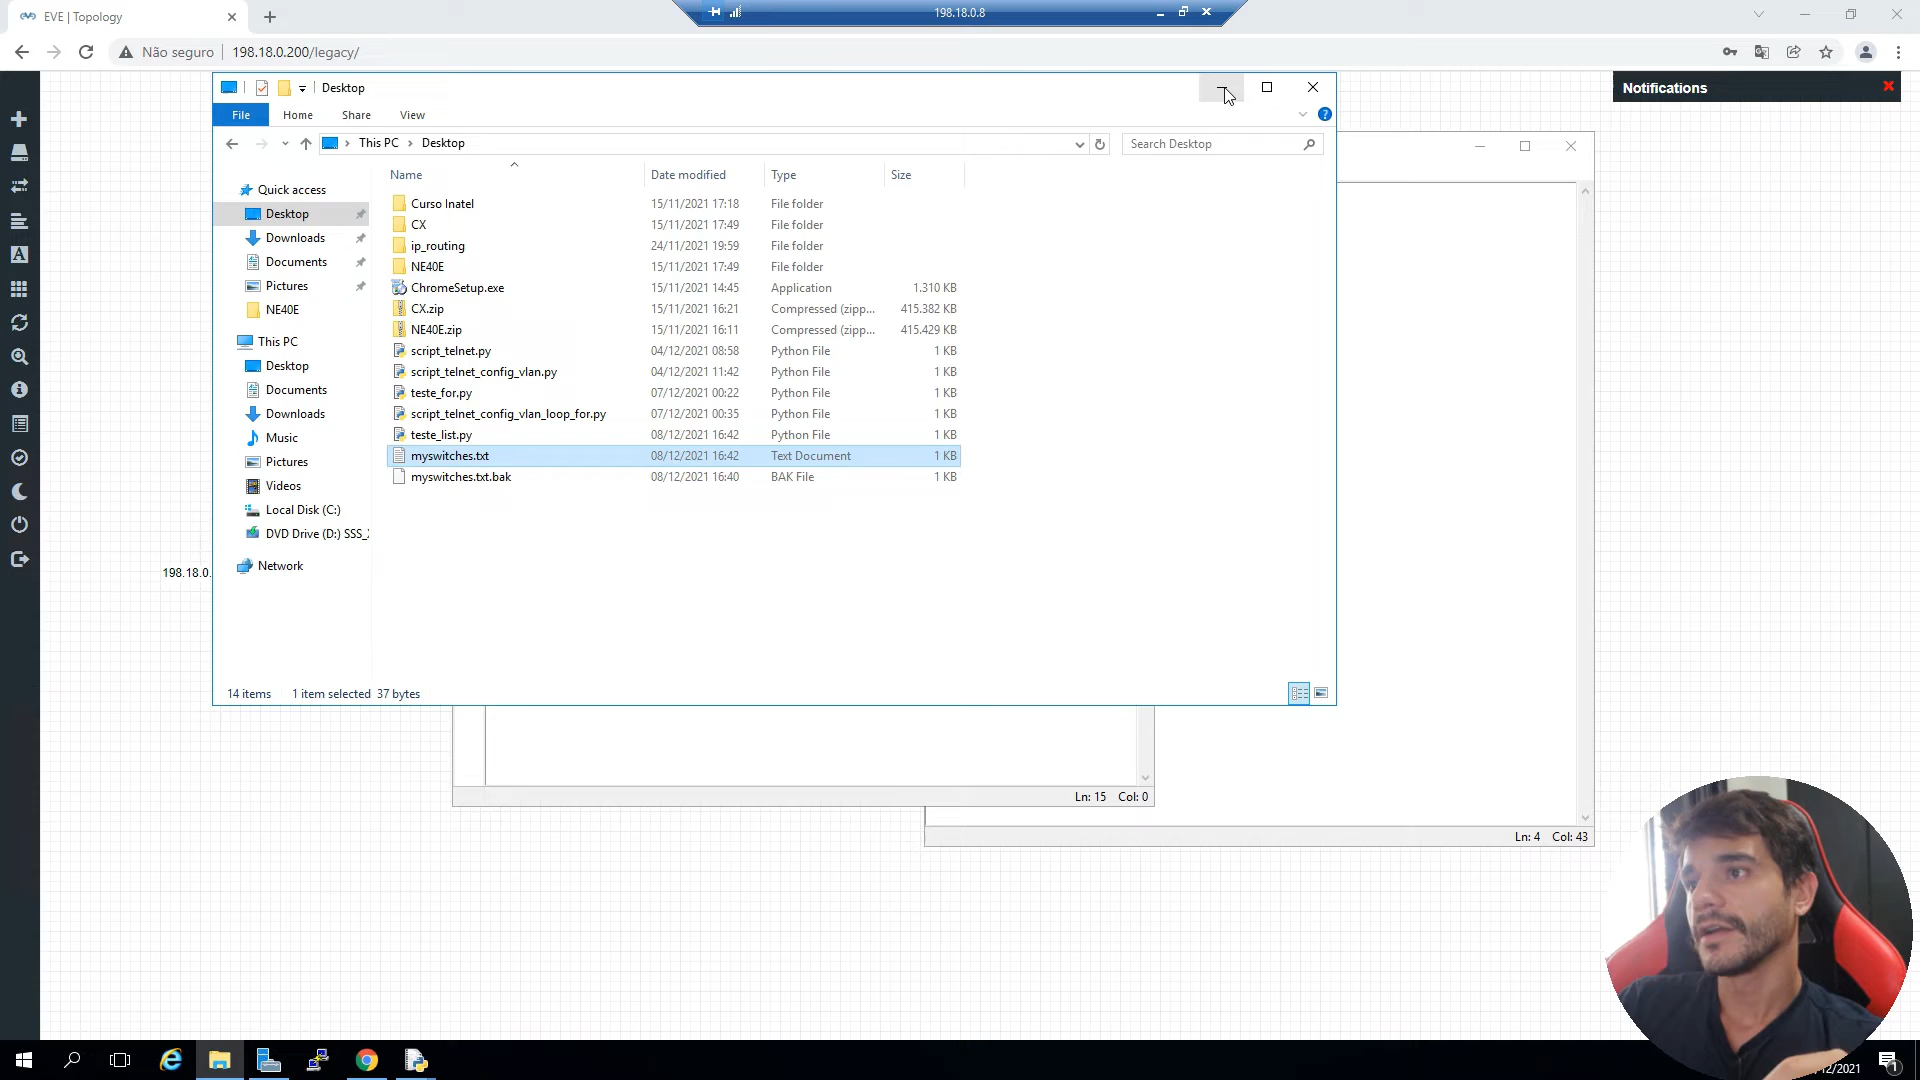 EVE | Topology
198.18.0.8
Não seguro
198.18.0.200/legacy/
Desktop
Notifications
File
Home
Share
View
This PC
Desktop
Search Desktop
Name
Date modified
Type
Size
Quick access
Desktop
Downloads
Documents
Pictures
NE40E
This PC
Desktop
Documents
Downloads
Music
Pictures
Videos
Local Disk (C:)
DVD Drive (D:) SSS_
Network
Curso Inatel 15/11/2021 17:18 File folder
CX 15/11/2021 17:49 File folder
ip_routing 24/11/2021 19:59 File folder
NE40E 15/11/2021 17:49 File folder
ChromeSetup.exe 15/11/2021 14:45 Application 1.310 KB
CX.zip 15/11/2021 16:21 Compressed (zipp... 415.382 KB
NE40E.zip 15/11/2021 16:11 Compressed (zipp... 415.429 KB
script_telnet.py 04/12/2021 08:58 Python File 1 KB
script_telnet_config_vlan.py 04/12/2021 11:42 Python File 1 KB
teste_for.py 07/12/2021 00:22 Python File 1 KB
script_telnet_config_vlan_loop_for.py 07/12/2021 00:35 Python File 1 KB
teste_list.py 08/12/2021 16:42 Python File 1 KB
myswitches.txt 08/12/2021 16:42 Text Document 1 KB
myswitches.txt.bak 08/12/2021 16:40 BAK File 1 KB
198.18.0.
14 items 1 item selected 37 bytes
Ln: 15 Col: 0
Ln: 4 Col: 43
12/2021
1